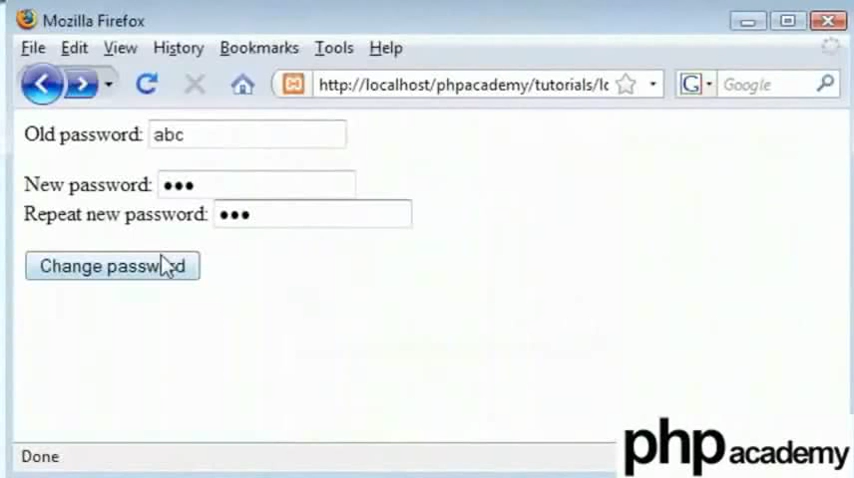 Mozilla Firefox
File Edit View History Bookmarks Tools Help
http://localhost/phpacademy/tutorials/lo G Google
Old password: abc
New password: •••
Repeat new password: •••
Change password
Done
php academy